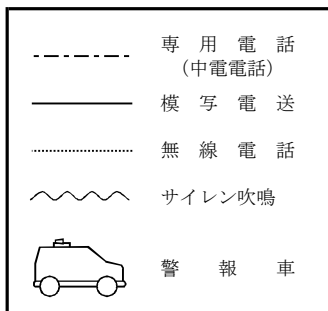 専用電話
(中電電話)
模写電送
無線電話
サイレン吹鳴
警報車